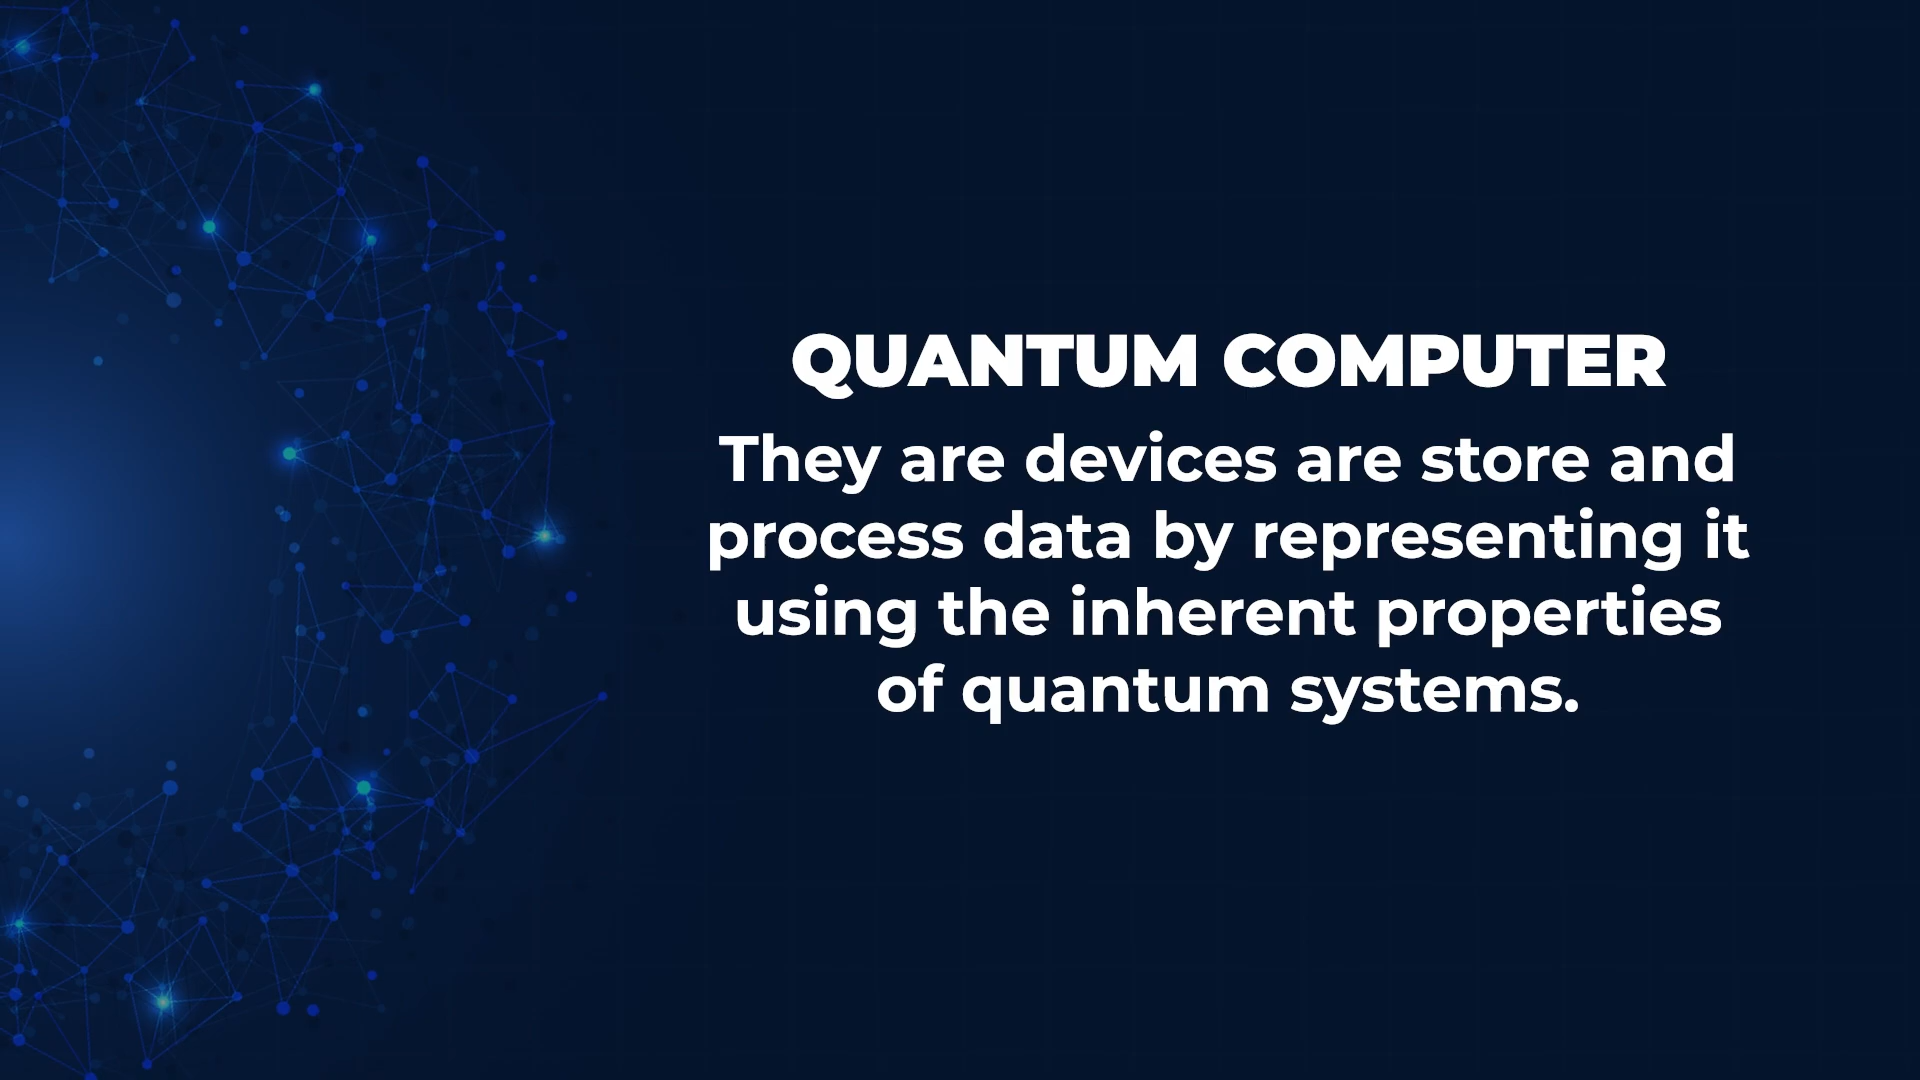 QUANTUM COMPUTER
They are devices are store and
process data by representing it
using the inherent properties
of quantum systems.